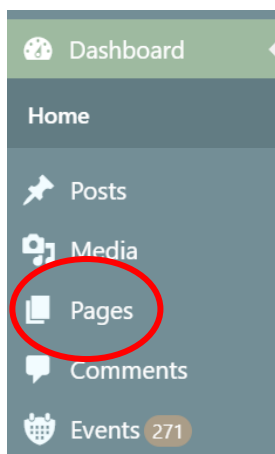 Dashboard
Home
Posts
Media
Pages
Comments
Events 271